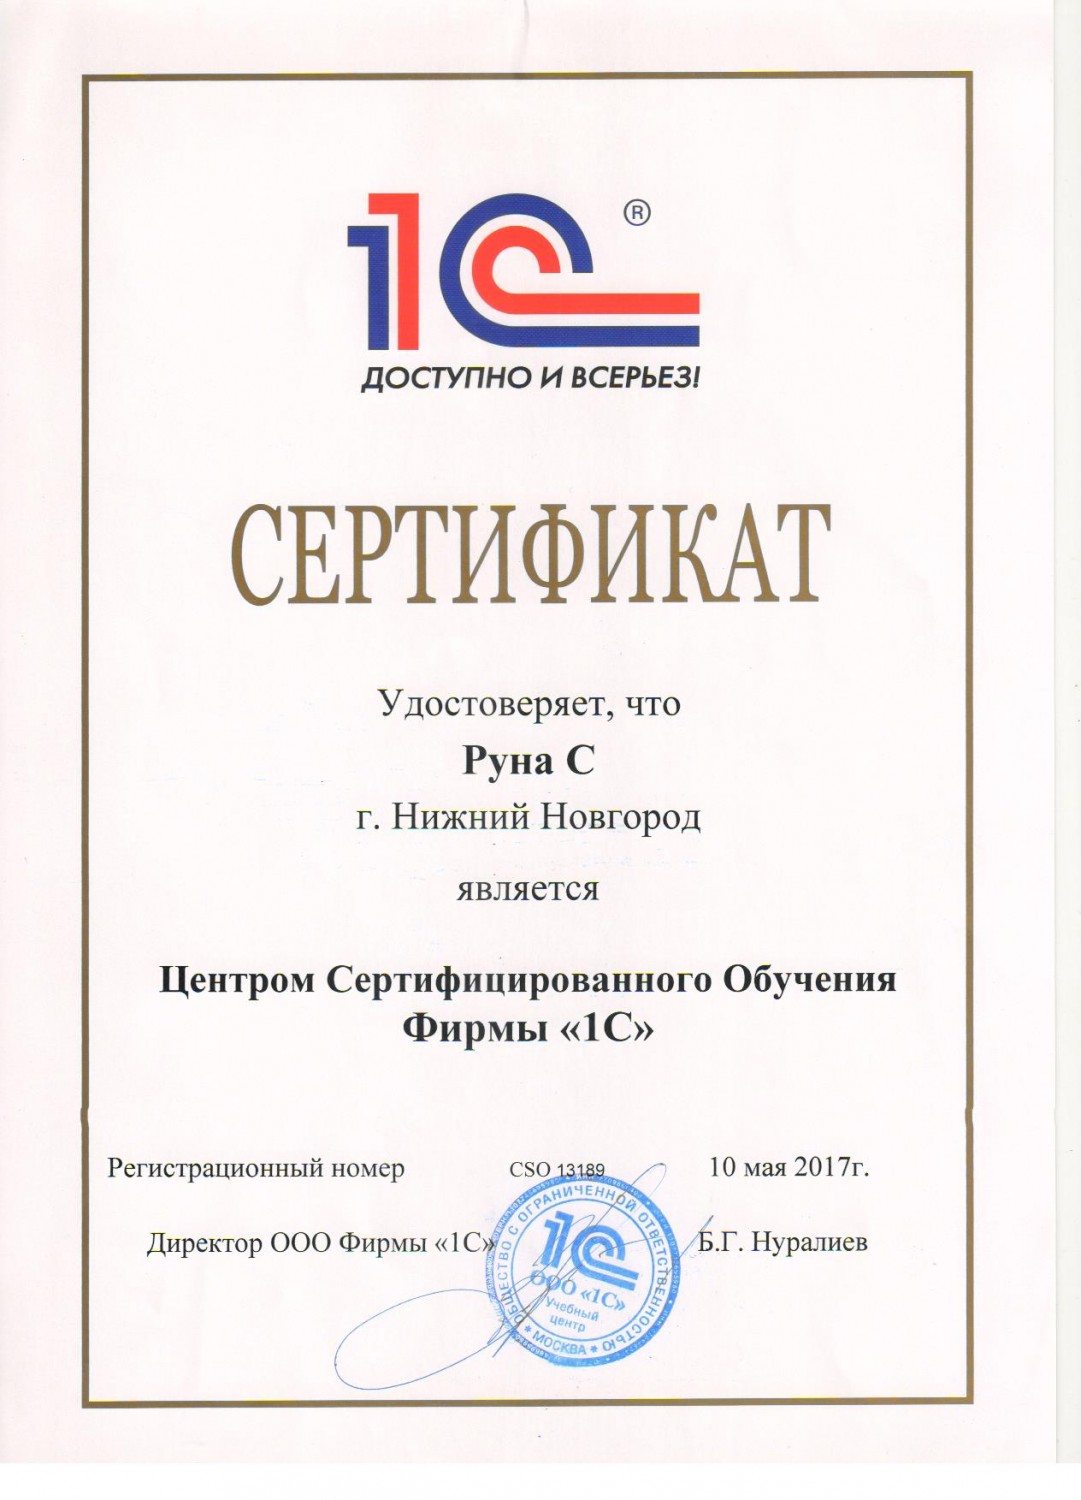 1С®
ДОСТУПНО И ВСЕРЬЕЗ!
СЕРТИФИКАТ
Удостоверяет, что
Руна С
г. Нижний Новгород
является
Центром Сертифицированного Обучения
Фирмы «1С»
Регистрационный номер CSO 13189 10 мая 2017г.
Директор ООО Фирмы «1С» Б.Г. Нуралиев
ОБЩЕСТВО С ОГРАНИЧЕННОЙ ОТВЕТСТВЕННОСТЬЮ
1С
ООО «1С»
Учебный
центр
* МОСКВА *